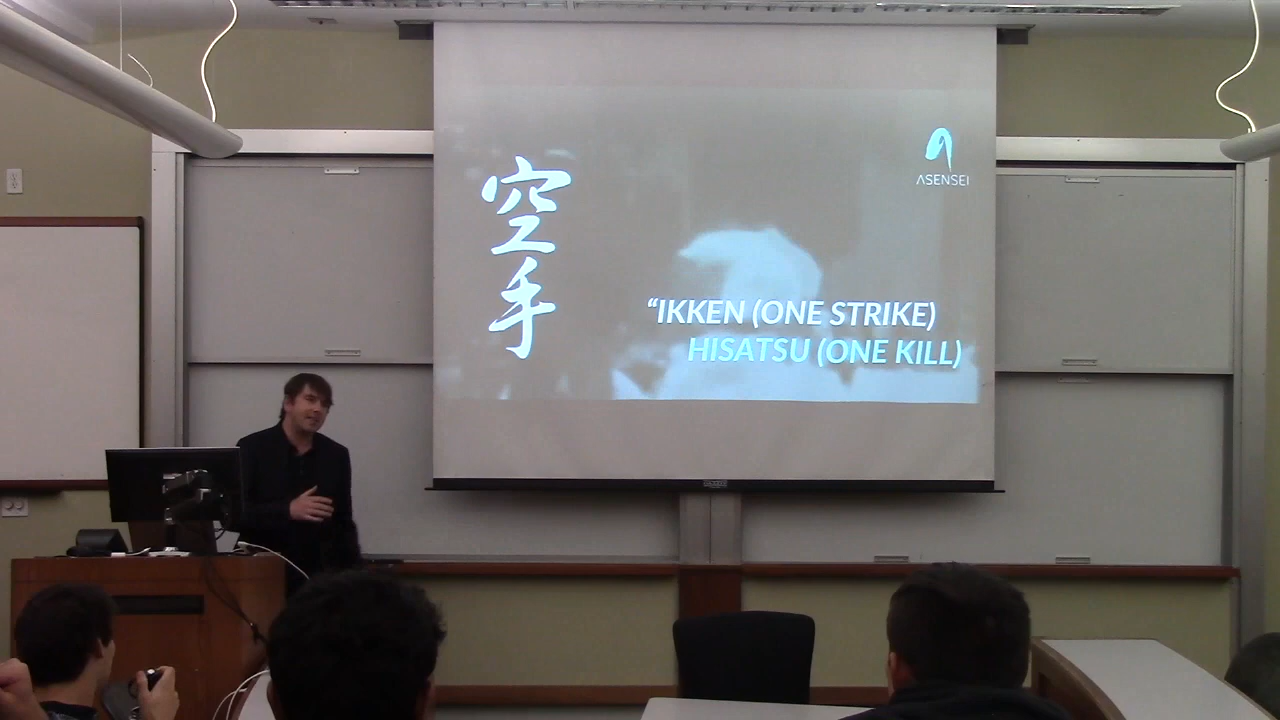 空手
ASENSEI
“IKKEN (ONE STRIKE)
HISATSU (ONE KILL)